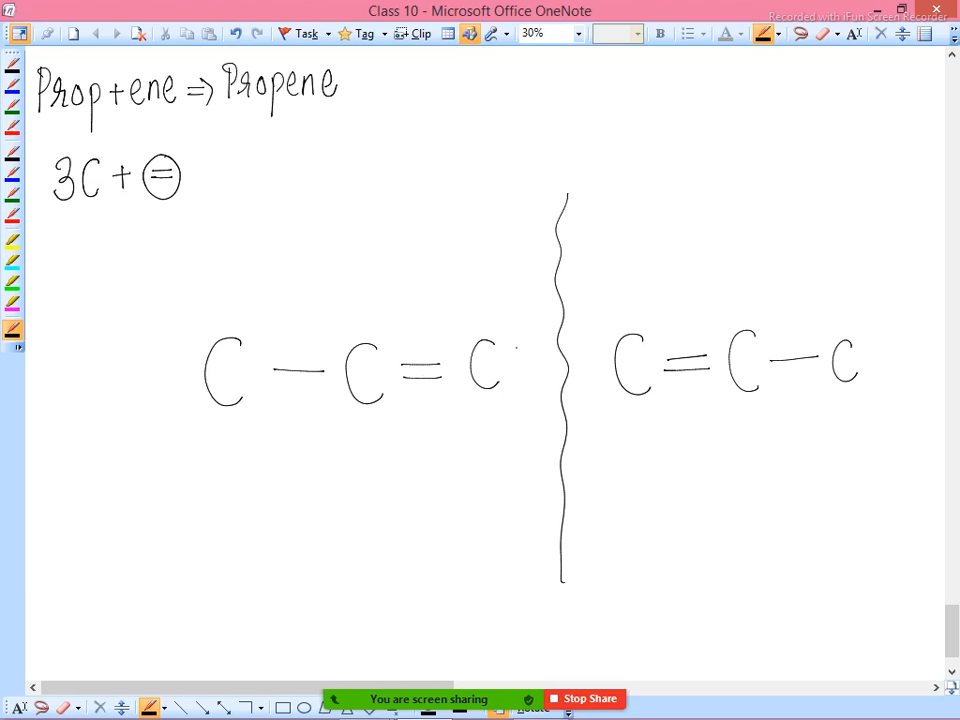 Class 10 - Microsoft Office OneNote
Recorded with iFun Screen Recorder
Task Tag Clip 30% B A
Prop + ene ⇒ Propene
3C + =
C — C = C
C = C — C
You are screen sharing Stop Share